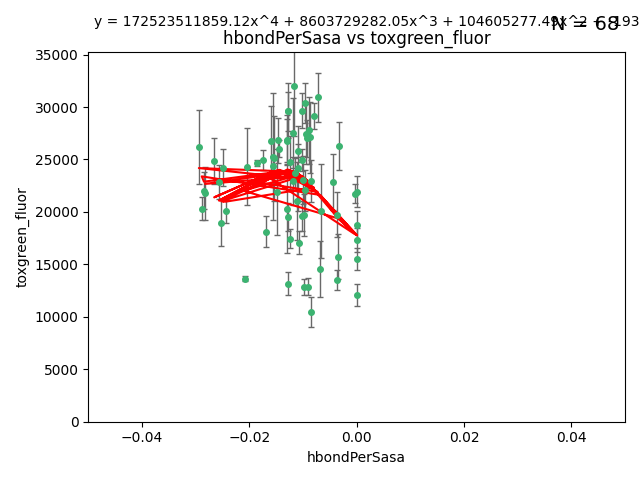 y = 172523511859.12x^4 + 8603729282.05x^3 + 104605277.49x^2 +
N = 68
hbondPerSasa vs toxgreen_fluor
35000
30000
25000
20000
15000
10000
5000
0
toxgreen_fluor
−0.04
−0.02
0.00
0.02
0.04
hbondPerSasa